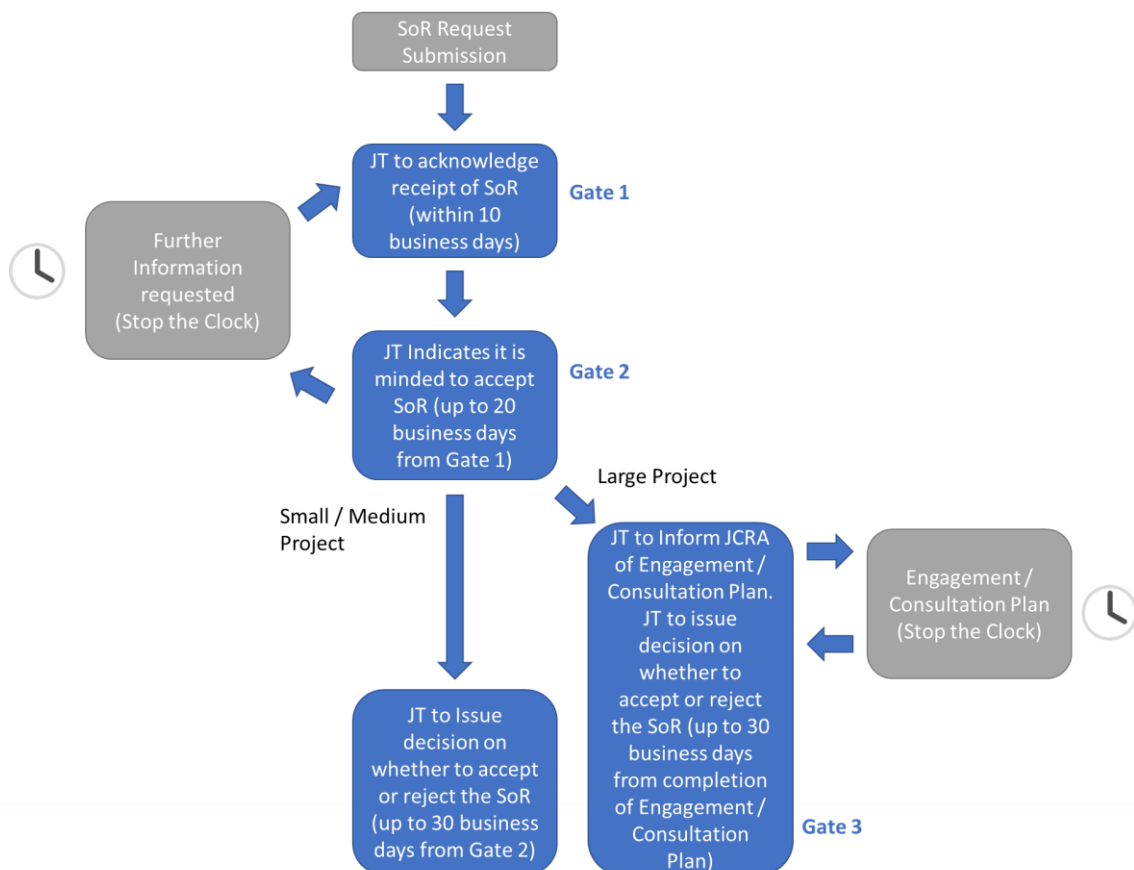 SoR Request
Submission
JT to acknowledge
receipt of SoR
(within 10
business days)
Gate 1
Further
Information
requested
(Stop the Clock)
JT Indicates it is
minded to accept
SoR (up to 20
business days
from Gate 1)
Gate 2
Large Project
Small / Medium
Project
JT to Inform JCRA
of Engagement /
Consultation Plan.
JT to issue
decision on
whether to
accept or reject
the SoR (up to 30
business days
from completion
of Engagement /
Consultation
Plan)
Engagement /
Consultation Plan
(Stop the Clock)
JT to Issue
decision on
whether to accept
or reject the SoR
(up to 30 business
days from Gate 2)
Gate 3